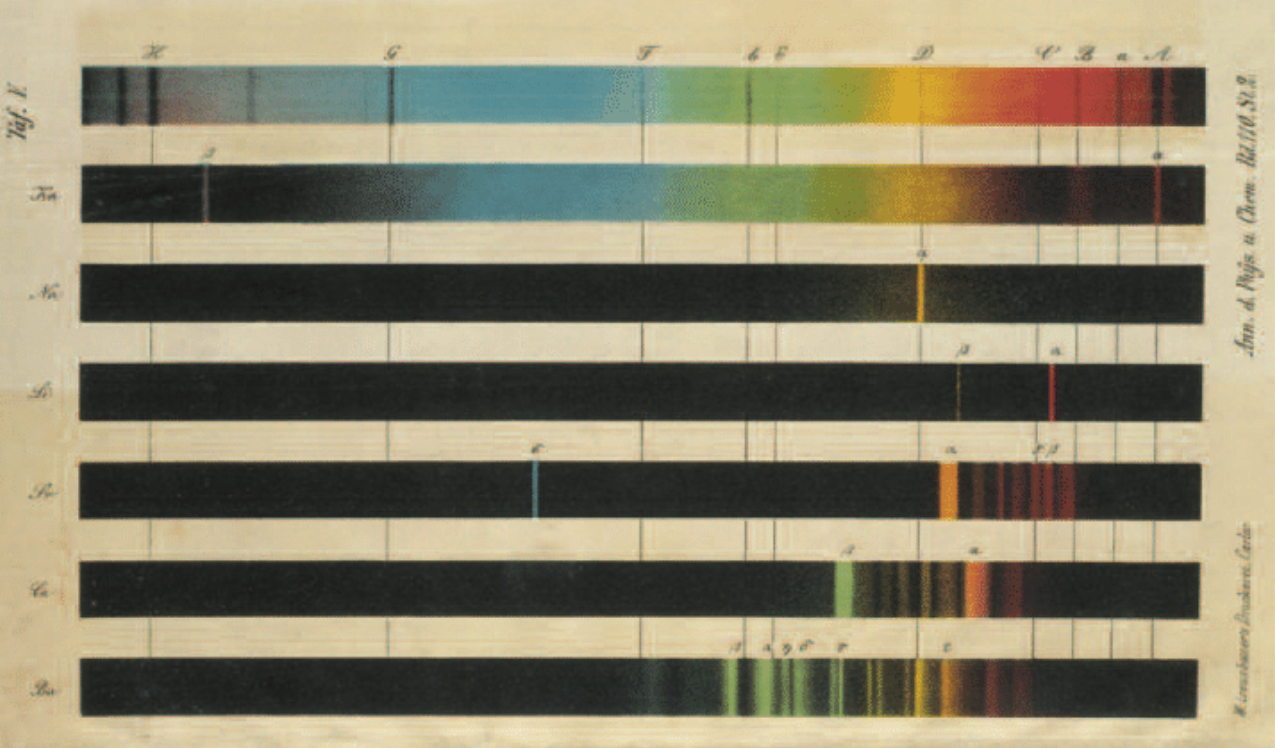 H G F b E D C B a A
Taf. V.
β α
Ka
α
Na
β α
Li
δ α γ β
Sr
β α
Ca
Ba
Ann. d. Phys. u. Chem. Bd. 110. St. 2.